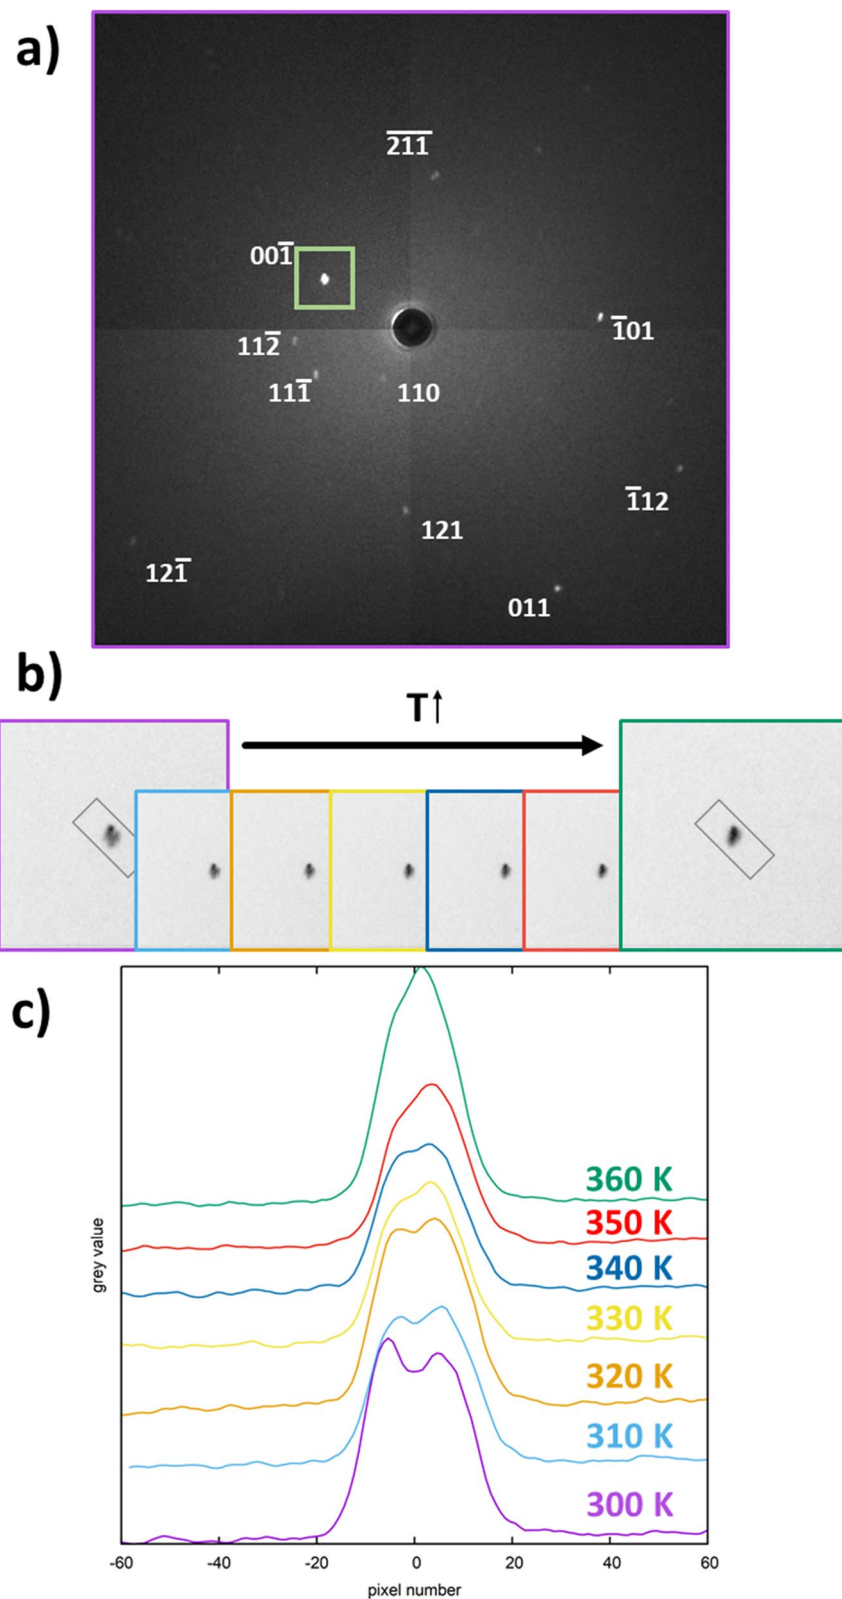 a)
2̅1̅1̅
001̅
1̅01
112̅
111̅
110
1̅12
121
121̅
011
b)
T↑
c)
360 K
350 K
340 K
330 K
320 K
310 K
300 K
grey value
-60 -40 -20 0 20 40 60
pixel number